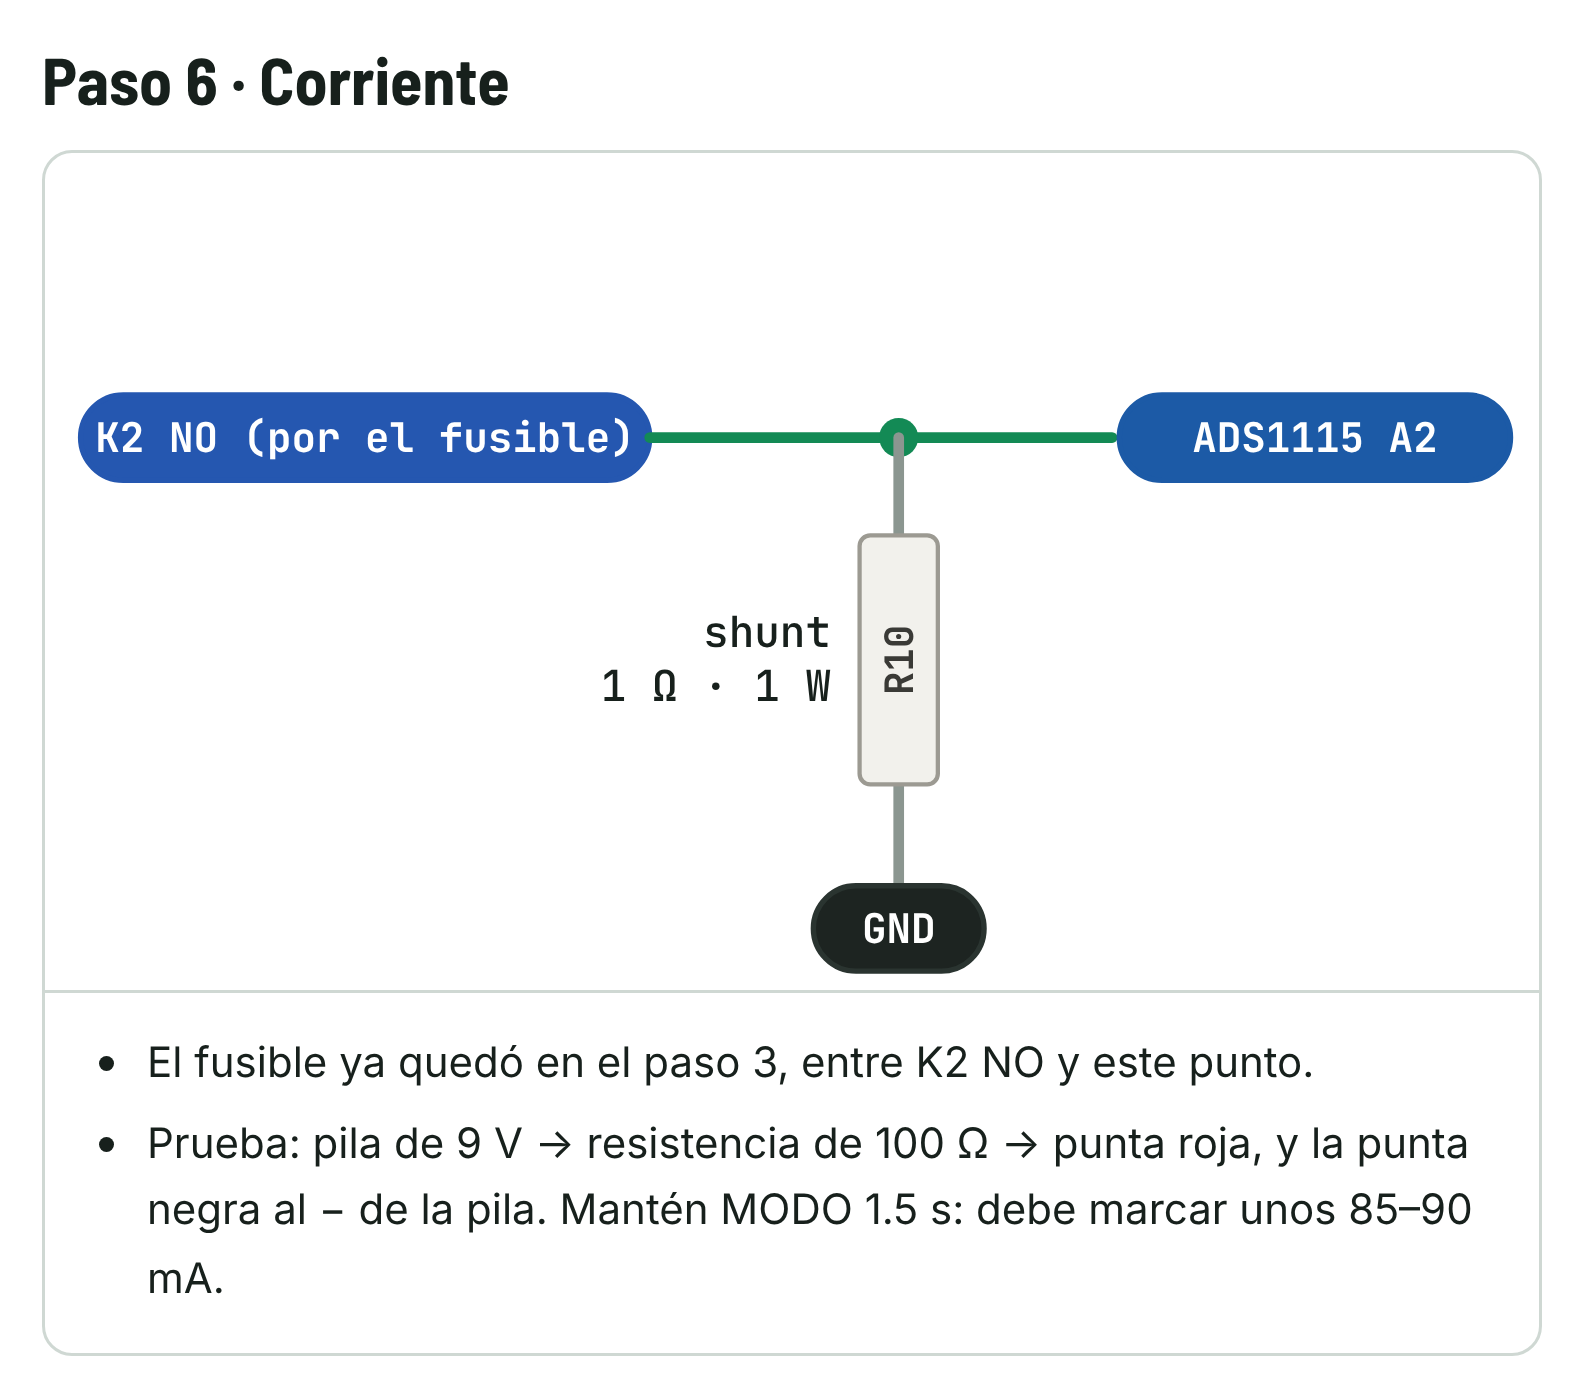 Paso 6 · Corriente
K2 NO (por el fusible)
ADS1115 A2
shunt
1 Ω · 1 W
R10
GND
• El fusible ya quedó en el paso 3, entre K2 NO y este punto.
• Prueba: pila de 9 V → resistencia de 100 Ω → punta roja, y la punta
negra al − de la pila. Mantén MODO 1.5 s: debe marcar unos 85–90
mA.